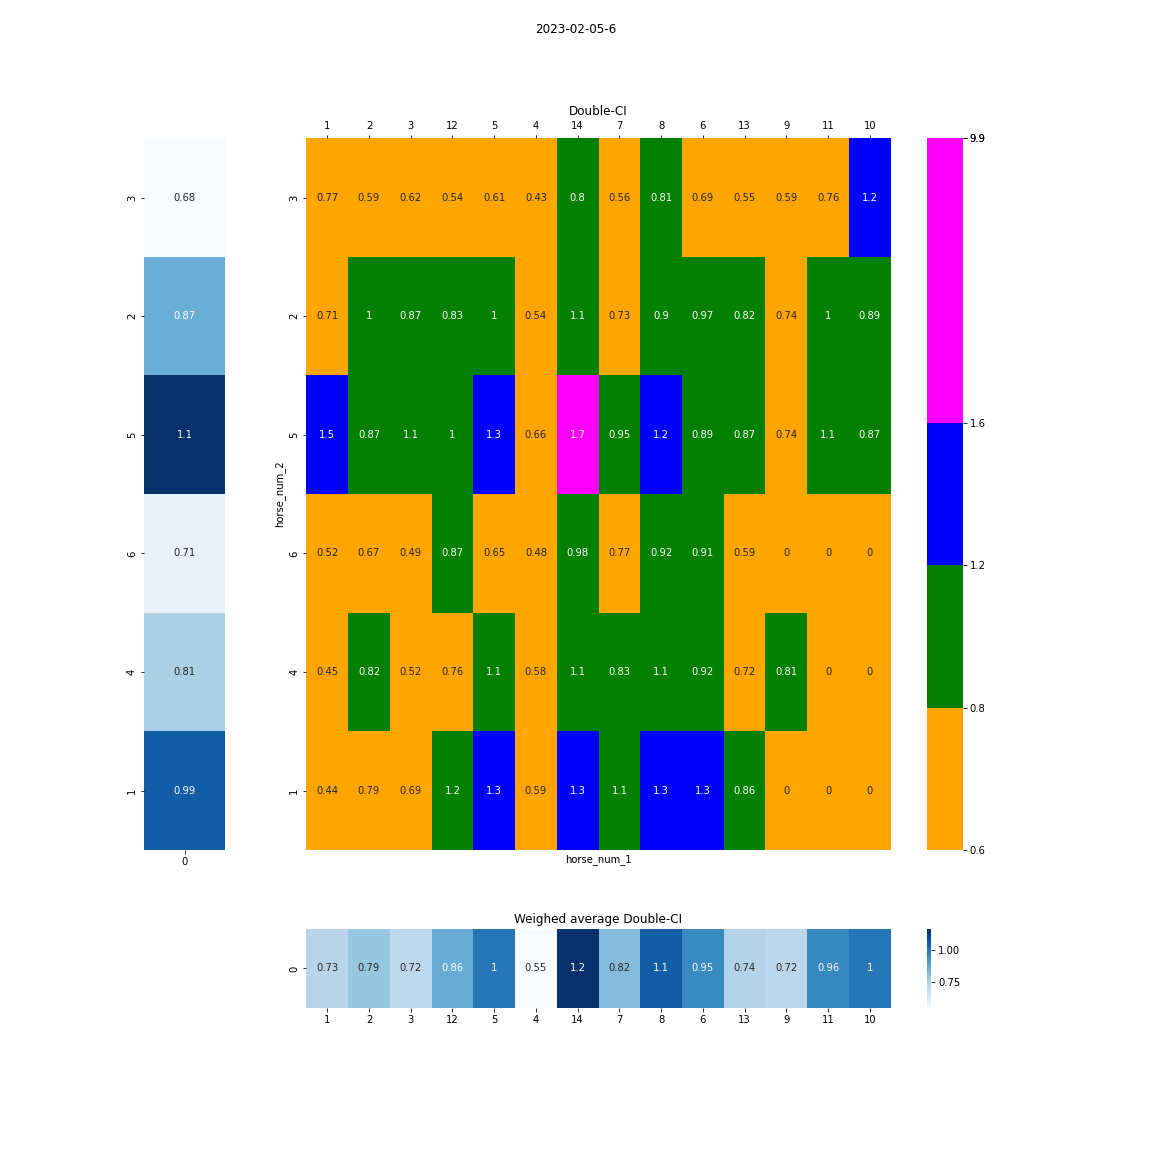 2023-02-05-6
Double-CI
1 2 3 12 5 4 14 7 8 6 13 9 11 10
9.9
3 0.68 3 0.77 0.59 0.62 0.54 0.61 0.43 0.8 0.56 0.81 0.69 0.55 0.59 0.76 1.2
2 0.87 2 0.71 1 0.87 0.83 1 0.54 1.1 0.73 0.9 0.97 0.82 0.74 1 0.89
1.6
5 1.1 5 1.5 0.87 1.1 1 1.3 0.66 1.7 0.95 1.2 0.89 0.87 0.74 1.1 0.87
horse_num_2
6 0.71 6 0.52 0.67 0.49 0.87 0.65 0.48 0.98 0.77 0.92 0.91 0.59 0 0 0
1.2
4 0.81 4 0.45 0.82 0.52 0.76 1.1 0.58 1.1 0.83 1.1 0.92 0.72 0.81 0 0
0.8
1 0.99 1 0.44 0.79 0.69 1.2 1.3 0.59 1.3 1.1 1.3 1.3 0.86 0 0 0
0.6
0
horse_num_1
Weighed average Double-CI
1.00
0 0.73 0.79 0.72 0.86 1 0.55 1.2 0.82 1.1 0.95 0.74 0.72 0.96 1
0.75
1 2 3 12 5 4 14 7 8 6 13 9 11 10